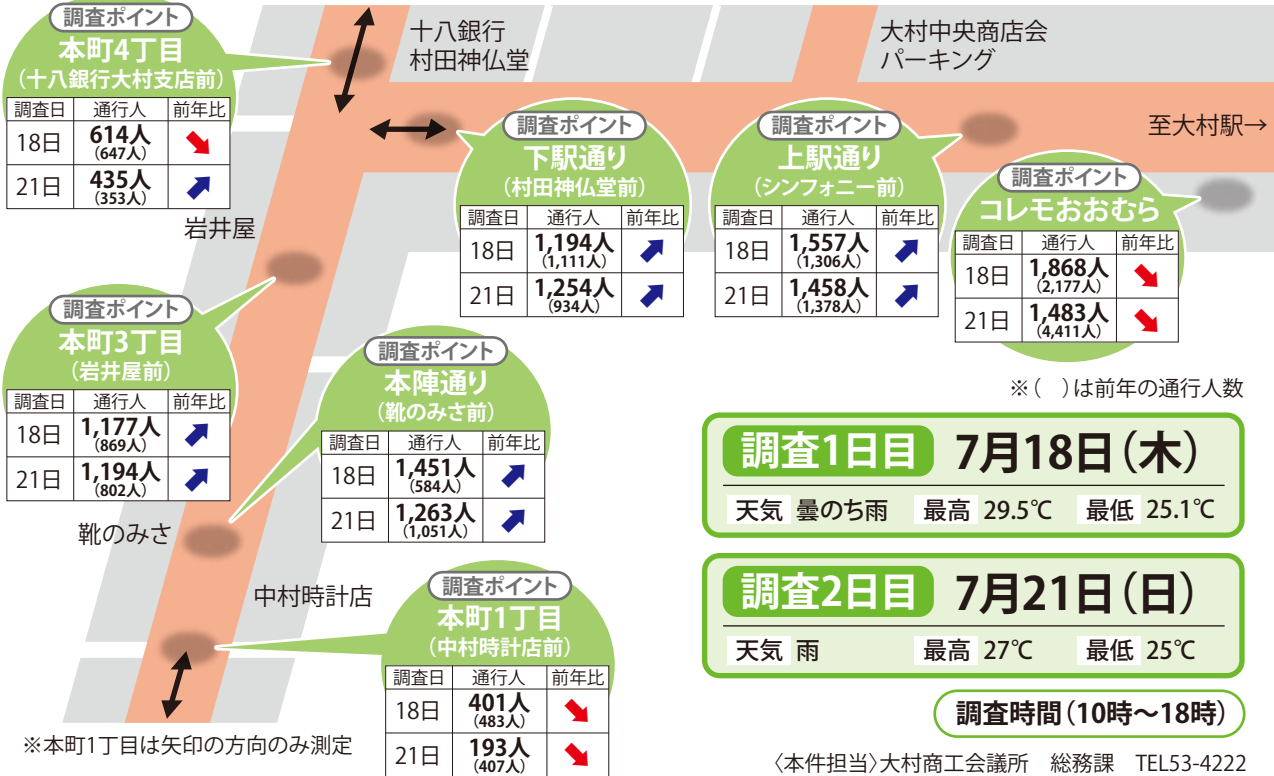 調査ポイント
本町4丁目
(十八銀行大村支店前)
調査日 通行人 前年比
18日 614人
(647人)
21日 435人
(353人)
十八銀行
村田神仏堂
大村中央商店会
パーキング
至大村駅→
調査ポイント
下駅通り
(村田神仏堂前)
調査日 通行人 前年比
18日 1,194人
(1,111人)
21日 1,254人
(934人)
調査ポイント
上駅通り
(シンフォニー前)
調査日 通行人 前年比
18日 1,557人
(1,306人)
21日 1,458人
(1,378人)
調査ポイント
コレモおおむら
調査日 通行人 前年比
18日 1,868人
(2,177人)
21日 1,483人
(4,411人)
岩井屋
調査ポイント
本町3丁目
(岩井屋前)
調査日 通行人 前年比
18日 1,177人
(869人)
21日 1,194人
(802人)
調査ポイント
本陣通り
(靴のみさ前)
調査日 通行人 前年比
18日 1,451人
(584人)
21日 1,263人
(1,051人)
靴のみさ
中村時計店
調査ポイント
本町1丁目
(中村時計店前)
調査日 通行人 前年比
18日 401人
(483人)
21日 193人
(407人)
※本町1丁目は矢印の方向のみ測定
※( )は前年の通行人数
調査1日目 7月18日(木)
天気 曇のち雨 最高 29.5℃ 最低 25.1℃
調査2日目 7月21日(日)
天気 雨 最高 27℃ 最低 25℃
調査時間(10時〜18時)
〈本件担当〉大村商工会議所 総務課 TEL53-4222